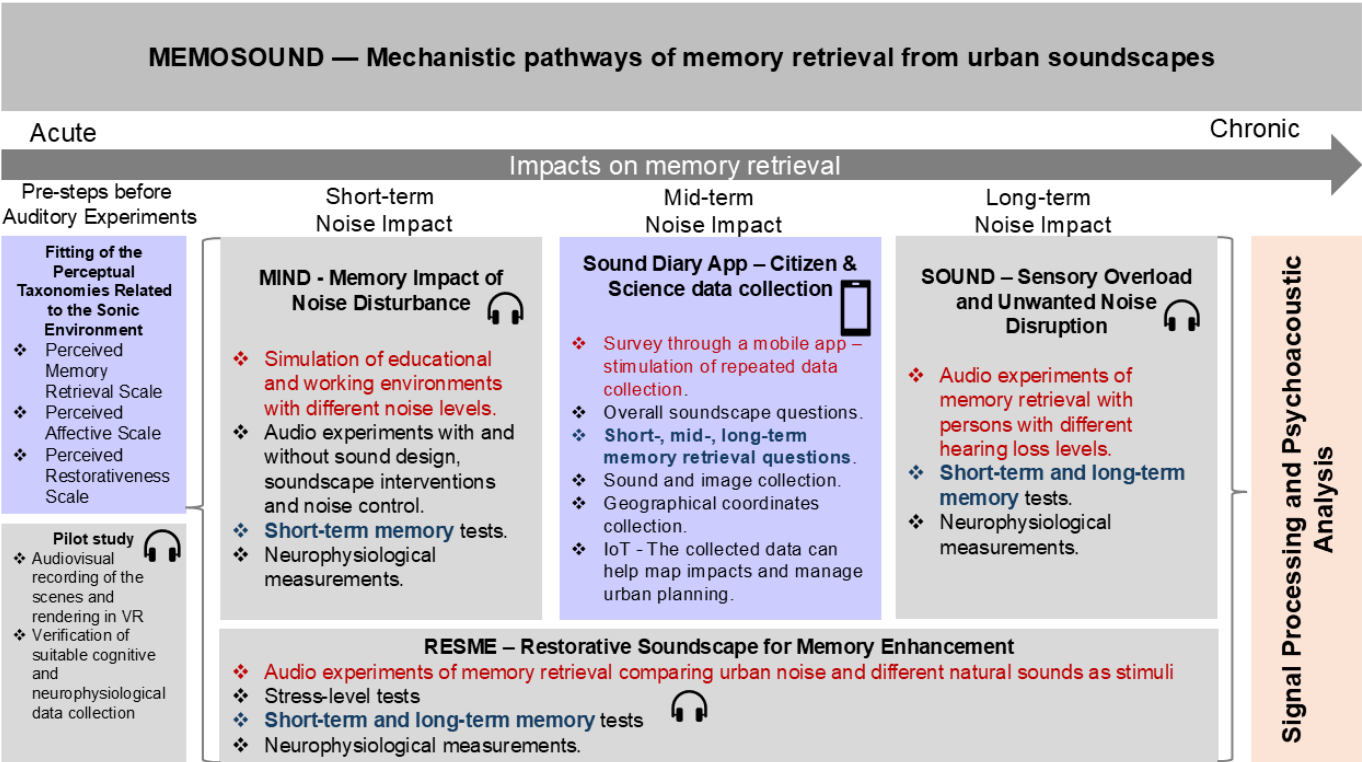 MEMOSOUND — Mechanistic pathways of memory retrieval from urban soundscapes
Acute
Chronic
Impacts on memory retrieval
Pre-steps before
Auditory Experiments
Short-term
Noise Impact
Mid-term
Noise Impact
Long-term
Noise Impact
Fitting of the
Perceptual
Taxonomies Related
to the Sonic
Environment
❖ Perceived
Memory
Retrieval Scale
❖ Perceived
Affective Scale
❖ Perceived
Restorativeness
Scale
Pilot study
❖ Audiovisual
recording of the
scenes and
rendering in VR
❖ Verification of
suitable cognitive
and
neurophysiological
data collection
MIND - Memory Impact of
Noise Disturbance
❖ Simulation of educational
and working environments
with different noise levels.
❖ Audio experiments with and
without sound design,
soundscape interventions
and noise control.
❖ Short-term memory tests.
❖ Neurophysiological
measurements.
Sound Diary App – Citizen &
Science data collection
❖ Survey through a mobile app –
stimulation of repeated data
collection.
❖ Overall soundscape questions.
❖ Short-, mid-, long-term
memory retrieval questions.
❖ Sound and image collection.
❖ Geographical coordinates
collection.
❖ IoT - The collected data can
help map impacts and manage
urban planning.
SOUND – Sensory Overload
and Unwanted Noise
Disruption
❖ Audio experiments of
memory retrieval with
persons with different
hearing loss levels.
❖ Short-term and long-term
memory tests.
❖ Neurophysiological
measurements.
RESME – Restorative Soundscape for Memory Enhancement
❖ Audio experiments of memory retrieval comparing urban noise and different natural sounds as stimuli
❖ Stress-level tests
❖ Short-term and long-term memory tests
❖ Neurophysiological measurements.
Signal Processing and Psychoacoustic
Analysis